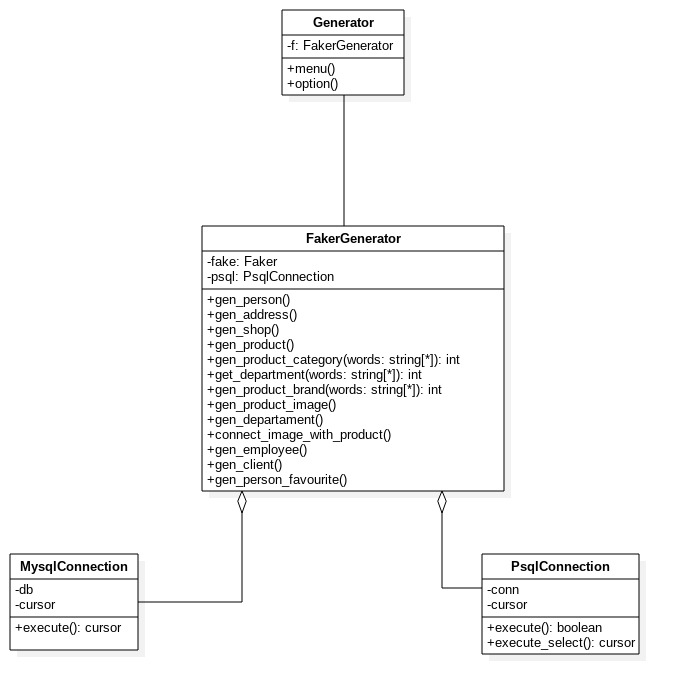 Generator
-f: FakerGenerator
+menu()
+option()
FakerGenerator
-fake: Faker
-psql: PsqlConnection
+gen_person()
+gen_address()
+gen_shop()
+gen_product()
+gen_product_category(words: string[*]): int
+get_department(words: string[*]): int
+gen_product_brand(words: string[*]): int
+gen_product_image()
+gen_departament()
+connect_image_with_product()
+gen_employee()
+gen_client()
+gen_person_favourite()
MysqlConnection
-db
-cursor
+execute(): cursor
PsqlConnection
-conn
-cursor
+execute(): boolean
+execute_select(): cursor